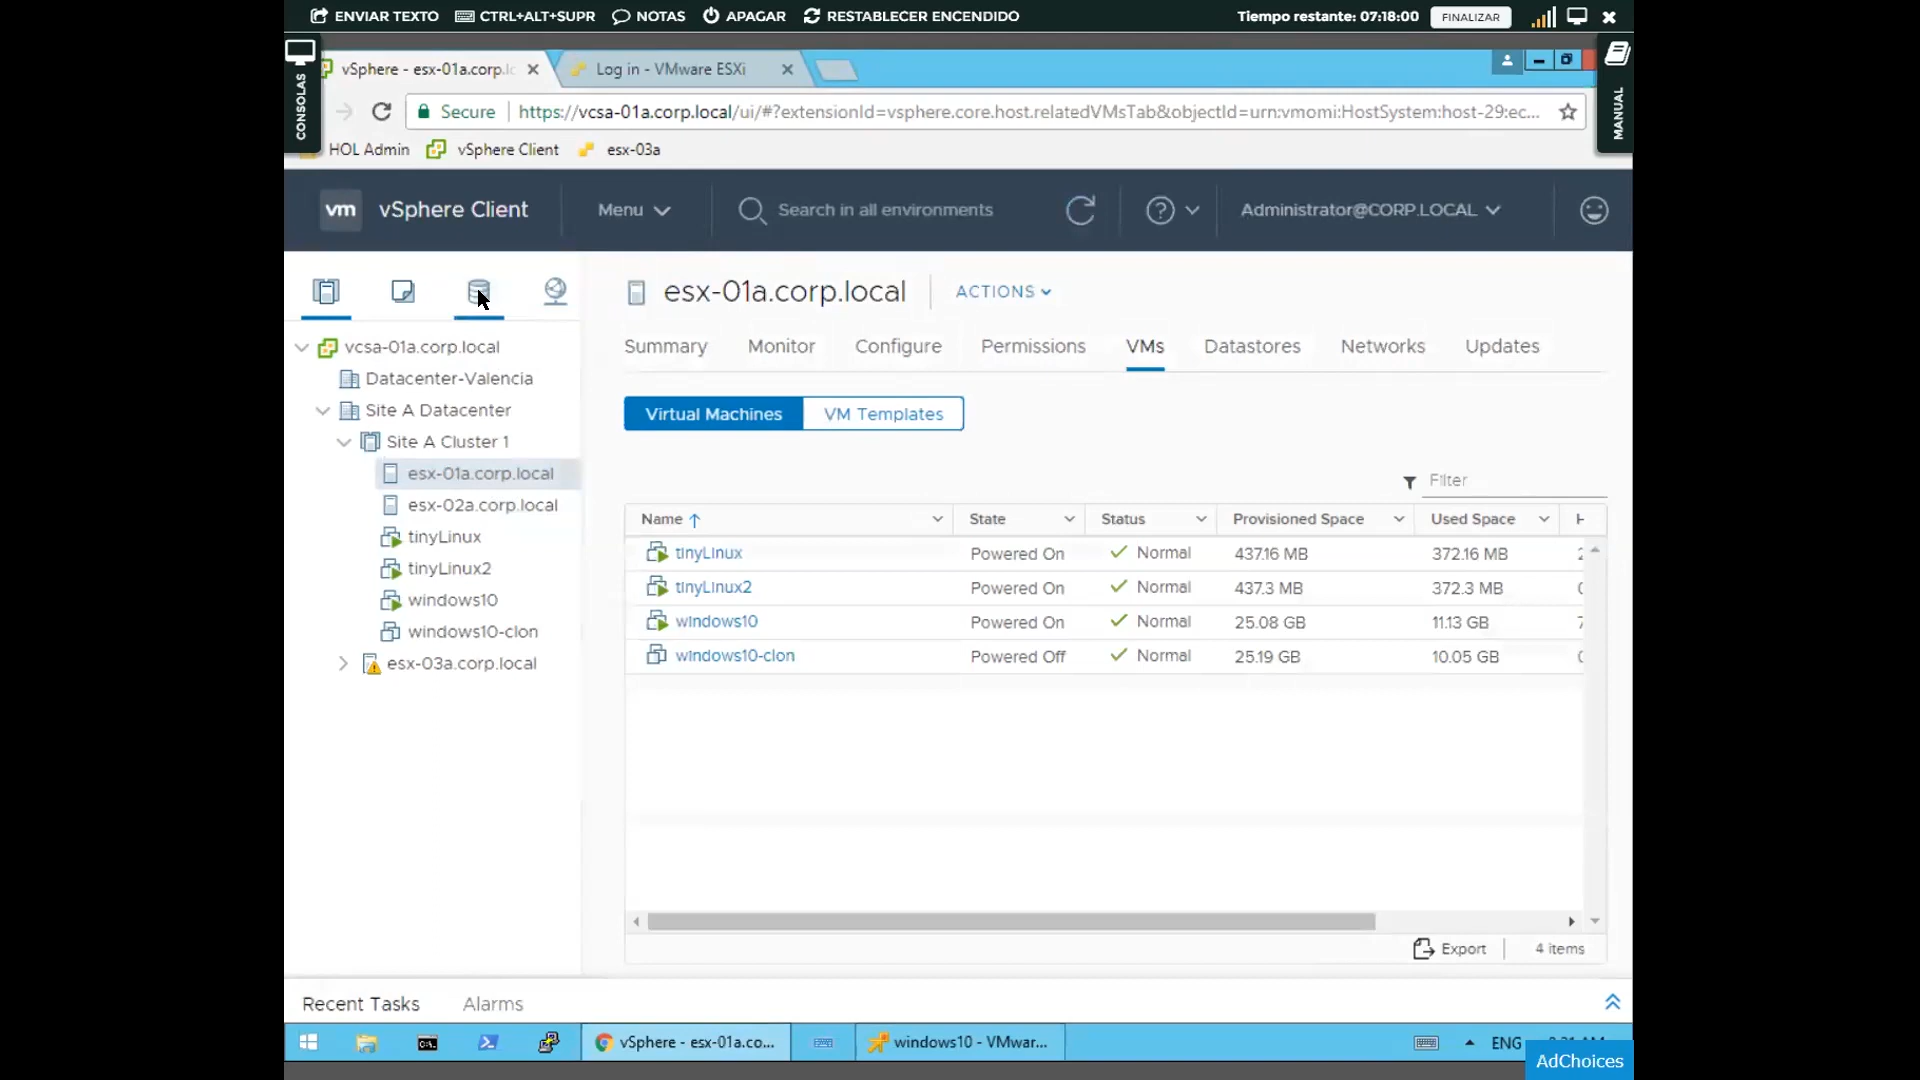 ENVIAR TEXTO CTRL+ALT+SUPR NOTAS APAGAR RESTABLECER ENCENDIDO Tiempo restante: 07:18:00 FINALIZAR
CONSOLAS
MANUAL
vSphere - esx-01a.corp.lo Log in - VMware ESXi
Secure https://vcsa-01a.corp.local/ui/#?extensionId=vsphere.core.host.relatedVMsTab&objectId=urn:vmomi:HostSystem:host-29:ec...
HOL Admin vSphere Client esx-03a
vm vSphere Client Menu Search in all environments Administrator@CORP.LOCAL
esx-01a.corp.local ACTIONS
Summary Monitor Configure Permissions VMs Datastores Networks Updates
vcsa-01a.corp.local
Datacenter-Valencia
Site A Datacenter
Site A Cluster 1
esx-01a.corp.local
esx-02a.corp.local
tinyLinux
tinyLinux2
windows10
windows10-clon
esx-03a.corp.local
Virtual Machines VM Templates
Filter
Name State Status Provisioned Space Used Space
tinyLinux Powered On Normal 437.16 MB 372.16 MB
tinyLinux2 Powered On Normal 437.3 MB 372.3 MB
windows10 Powered On Normal 25.08 GB 11.13 GB
windows10-clon Powered Off Normal 25.19 GB 10.05 GB
Export 4 items
Recent Tasks Alarms
vSphere - esx-01a.co... windows10 - VMwar... ENG
AdChoices